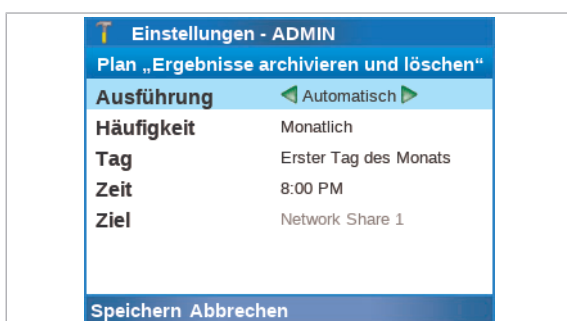 Einstellungen - ADMIN
Plan „Ergebnisse archivieren und löschen“
Ausführung Automatisch
Häufigkeit Monatlich
Tag Erster Tag des Monats
Zeit 8:00 PM
Ziel Network Share 1
Speichern Abbrechen